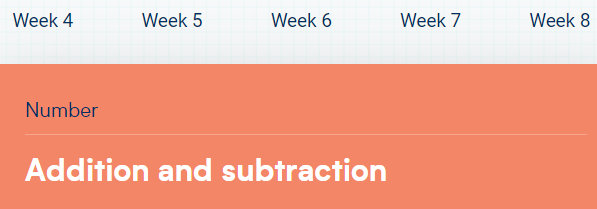 Week 4 Week 5 Week 6 Week 7 Week 8
Number
Addition and subtraction